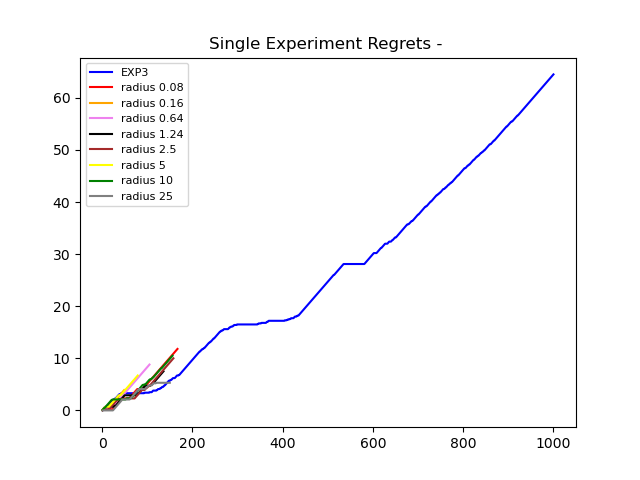 Single Experiment Regrets -
EXP3
radius 0.08
radius 0.16
radius 0.64
radius 1.24
radius 2.5
radius 5
radius 10
radius 25
60
50
40
30
20
10
0
0 200 400 600 800 1000